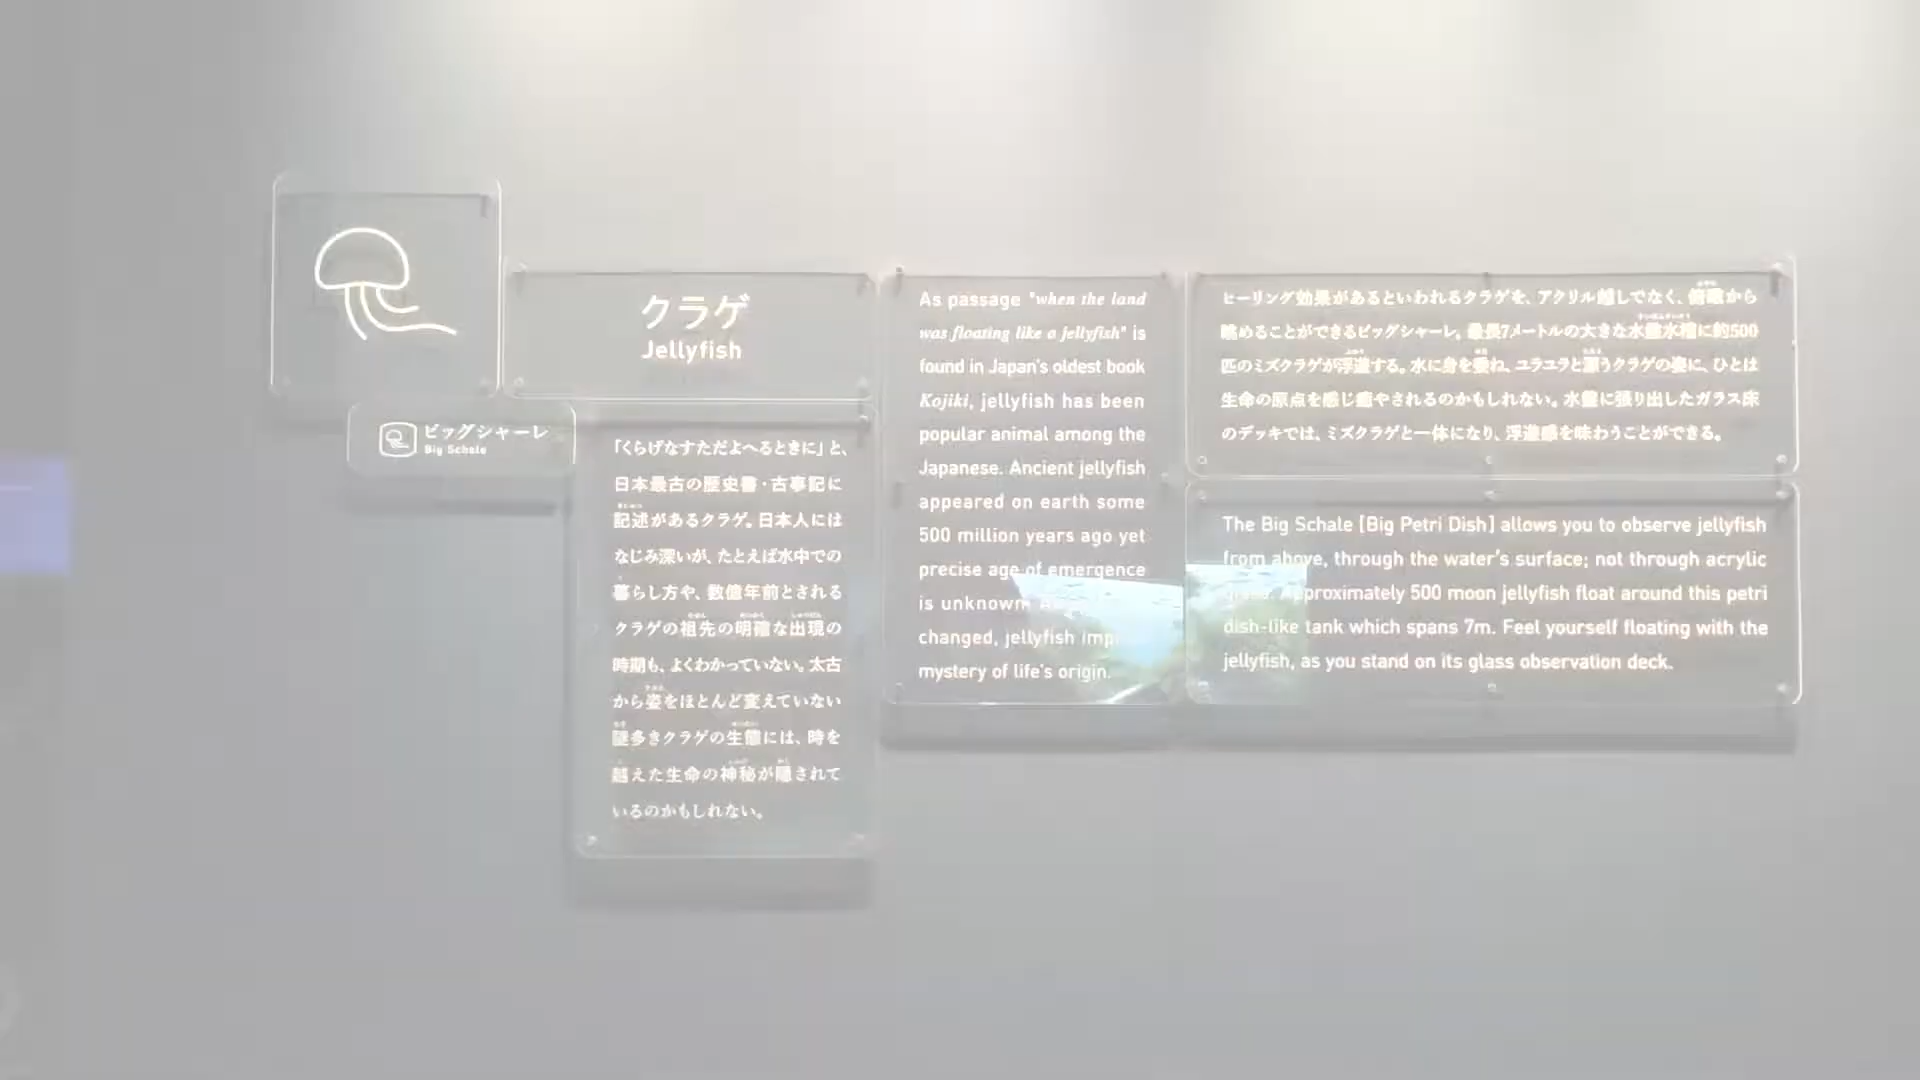 クラゲ
Jellyfish
ビッグシャーレ
Big Schale
「くらげなすただよへるときに」と、
日本最古の歴史書・古事記に
記述があるクラゲ。日本人には
なじみ深いが、たとえば水中での
暮らし方や、数億年前とされる
クラゲの祖先の明確な出現の
時期も、よくわかっていない。太古
から姿をほとんど変えていない
謎多きクラゲの生態には、時を
越えた生命の神秘が隠されて
いるのかもしれない。
As passage "when the land
was floating like a jellyfish" is
found in Japan's oldest book
Kojiki, jellyfish has been
popular animal among the
Japanese. Ancient jellyfish
appeared on earth some
500 million years ago yet
precise age of emergence
is unknown
changed, jellyfish
mystery of life's origin.
ヒーリング効果があるといわれるクラゲを、アクリル越しでなく、俯瞰から
眺めることができるビッグシャーレ。最長7メートルの大きな水盤水槽に約500
匹のミズクラゲが浮遊する。水に身を委ね、ユラユラと漂うクラゲの姿に、ひとは
生命の原点を感じ癒やされるのかもしれない。水盤に張り出したガラス床
のデッキでは、ミズクラゲと一体になり、浮遊感を味わうことができる。
The Big Schale [Big Petri Dish] allows you to observe jellyfish
from above, through the water's surface; not through acrylic
Approximately 500 moon jellyfish float around this petri
dish-like tank which spans 7m. Feel yourself floating with the
jellyfish, as you stand on its glass observation deck.